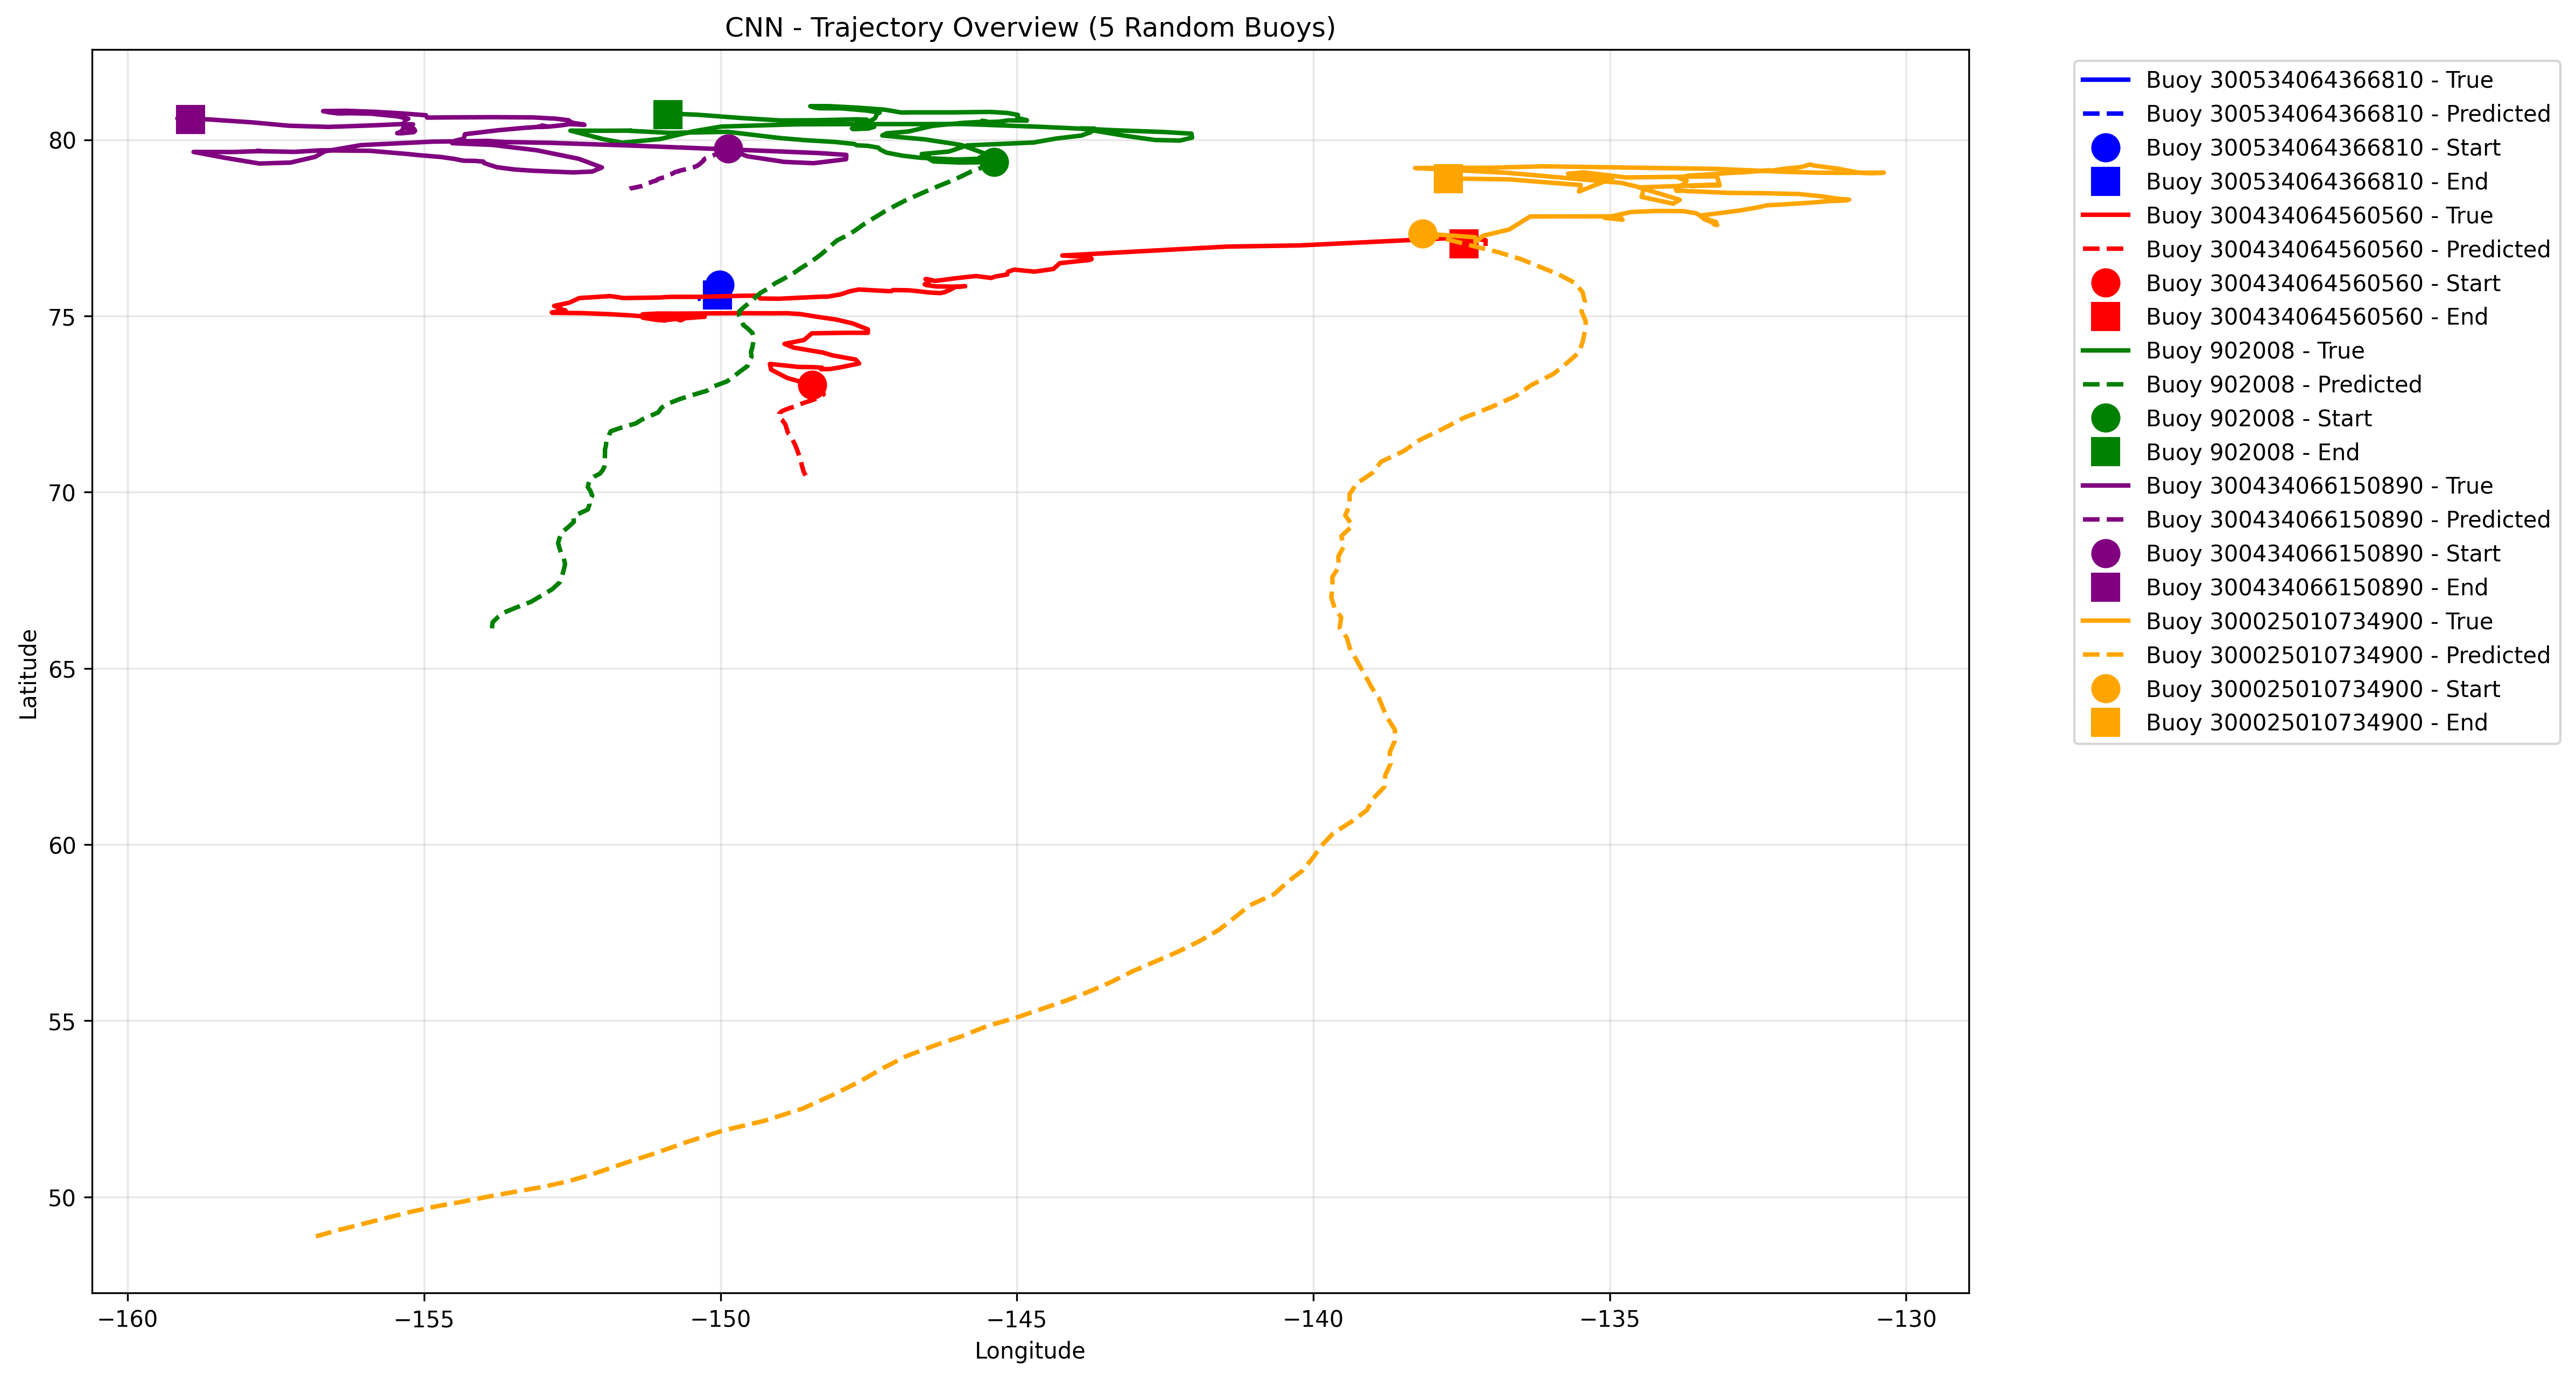 CNN - Trajectory Overview (5 Random Buoys)
Buoy 300534064366810 - True
Buoy 300534064366810 - Predicted
Buoy 300534064366810 - Start
Buoy 300534064366810 - End
Buoy 300434064560560 - True
Buoy 300434064560560 - Predicted
Buoy 300434064560560 - Start
Buoy 300434064560560 - End
Buoy 902008 - True
Buoy 902008 - Predicted
Buoy 902008 - Start
Buoy 902008 - End
Buoy 300434066150890 - True
Buoy 300434066150890 - Predicted
Buoy 300434066150890 - Start
Buoy 300434066150890 - End
Buoy 300025010734900 - True
Buoy 300025010734900 - Predicted
Buoy 300025010734900 - Start
Buoy 300025010734900 - End
Latitude
80
75
70
65
60
55
50
−160 −155 −150 −145 −140 −135 −130
Longitude